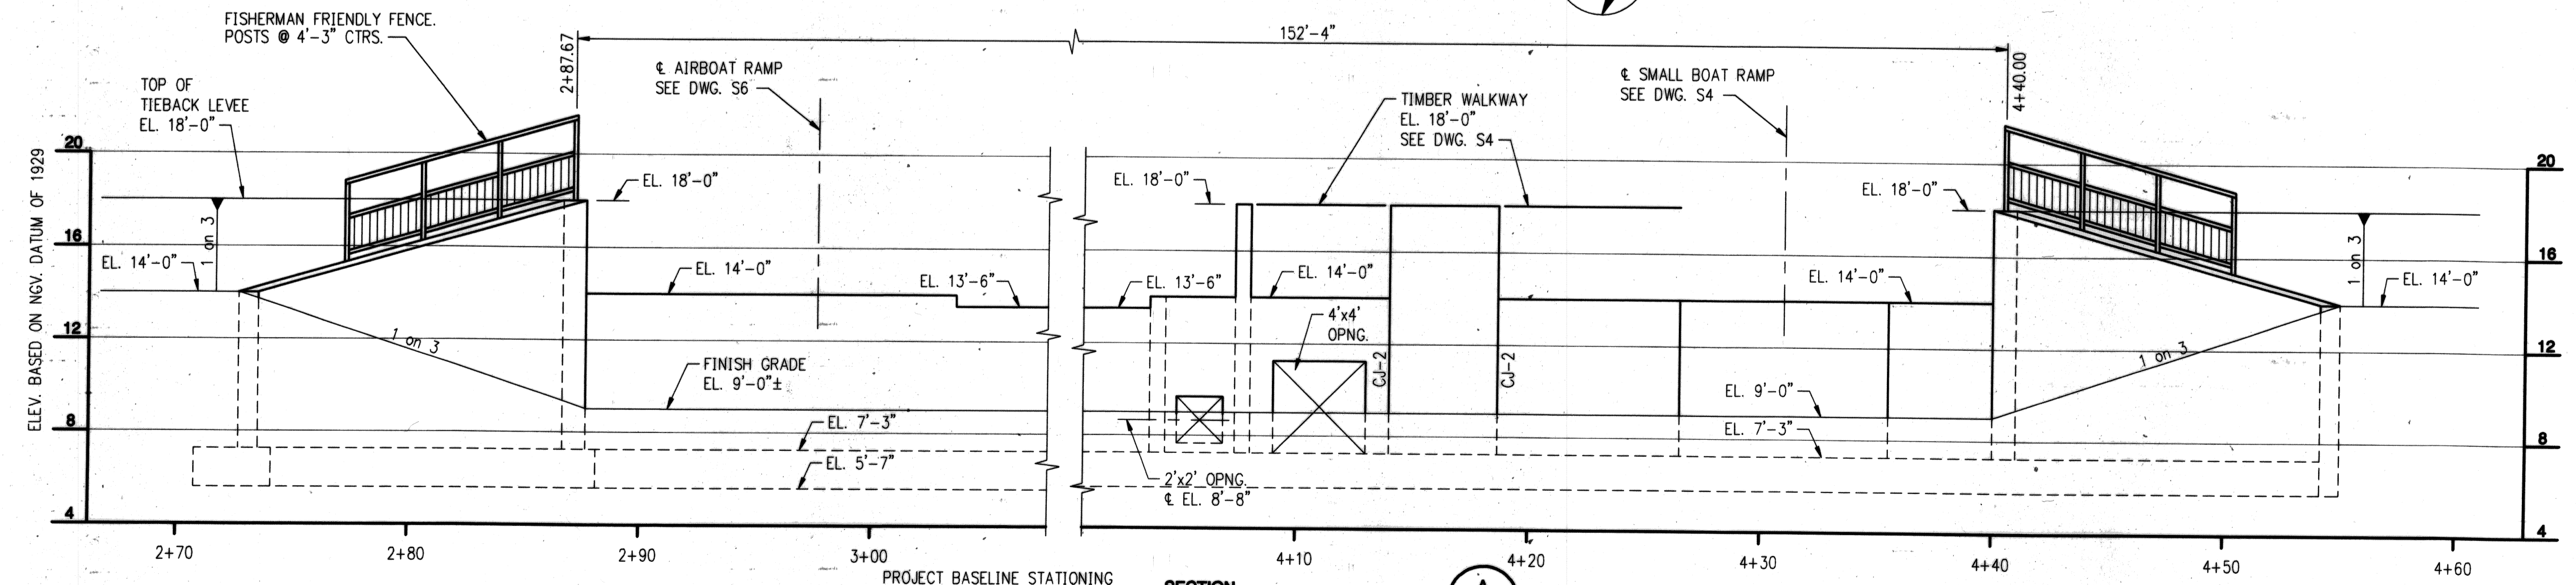 FISHERMAN FRIENDLY FENCE.
POSTS @ 4'-3" CTRS.
TOP OF
TIEBACK LEVEE
EL. 18'-0"
2+87.67
152'-4"
℄ AIRBOAT RAMP
SEE DWG. S6
℄ SMALL BOAT RAMP
SEE DWG. S4
4+40.00
TIMBER WALKWAY
EL. 18'-0"
SEE DWG. S4
ELEV. BASED ON NGV. DATUM OF 1929
20
16
12
8
4
1 on 3
EL. 14'-0"
EL. 18'-0"
EL. 14'-0"
EL. 13'-6"
1 on 3
FINISH GRADE
EL. 9'-0"±
EL. 7'-3"
EL. 5'-7"
EL. 18'-0"
EL. 13'-6"
EL. 14'-0"
4'x4'
OPNG.
CJ-2
CJ-2
2'x2' OPNG.
℄ EL. 8'-8"
EL. 18'-0"
EL. 14'-0"
EL. 9'-0"
EL. 7'-3"
1 on 3
1 on 3
EL. 14'-0"
20
16
12
8
4
2+70
2+80
2+90
3+00
4+10
4+20
4+30
4+40
4+50
4+60
PROJECT BASELINE STATIONING
SECTION
A